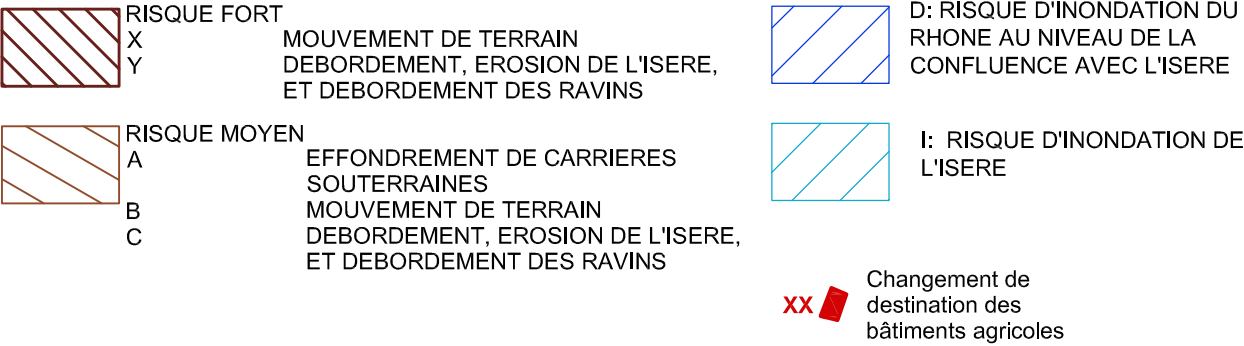 RISQUE FORT
X MOUVEMENT DE TERRAIN
Y DEBORDEMENT, EROSION DE L'ISERE,
ET DEBORDEMENT DES RAVINS
RISQUE MOYEN
A EFFONDREMENT DE CARRIERES
SOUTERRAINES
B MOUVEMENT DE TERRAIN
C DEBORDEMENT, EROSION DE L'ISERE,
ET DEBORDEMENT DES RAVINS
D: RISQUE D'INONDATION DU
RHONE AU NIVEAU DE LA
CONFLUENCE AVEC L'ISERE
I: RISQUE D'INONDATION DE
L'ISERE
XX Changement de
destination des
bâtiments agricoles